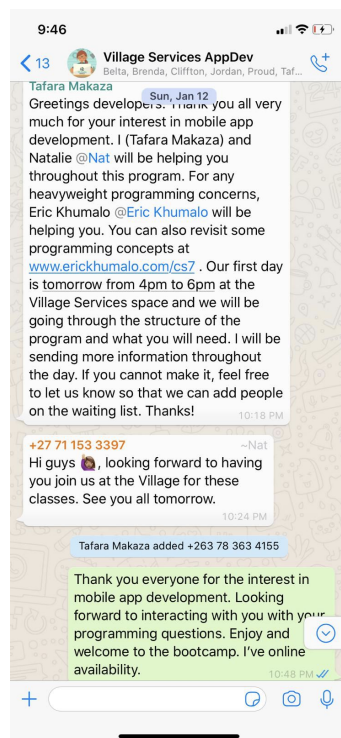 9:46
13
Village Services AppDev
Belta, Brenda, Cliffton, Jordan, Proud, Taf...
Tafara Makaza
Sun, Jan 12
Greetings developers. Thank you all very
much for your interest in mobile app
development. I (Tafara Makaza) and
Natalie @Nat will be helping you
throughout this program. For any
heavyweight programming concerns,
Eric Khumalo @Eric Khumalo will be
helping you. You can also revisit some
programming concepts at
www.erickhumalo.com/cs7 . Our first day
is tomorrow from 4pm to 6pm at the
Village Services space and we will be
going through the structure of the
program and what you will need. I will be
sending more information throughout
the day. If you cannot make it, feel free
to let us know so that we can add people
on the waiting list. Thanks!
10:18 PM
+27 71 153 3397 ~Nat
Hi guys 🙋🏾‍♀️, looking forward to having
you join us at the Village for these
classes. See you all tomorrow.
10:24 PM
Tafara Makaza added +263 78 363 4155
Thank you everyone for the interest in
mobile app development. Looking
forward to interacting with you with your
programming questions. Enjoy and
welcome to the bootcamp. I've online
availability.
10:48 PM